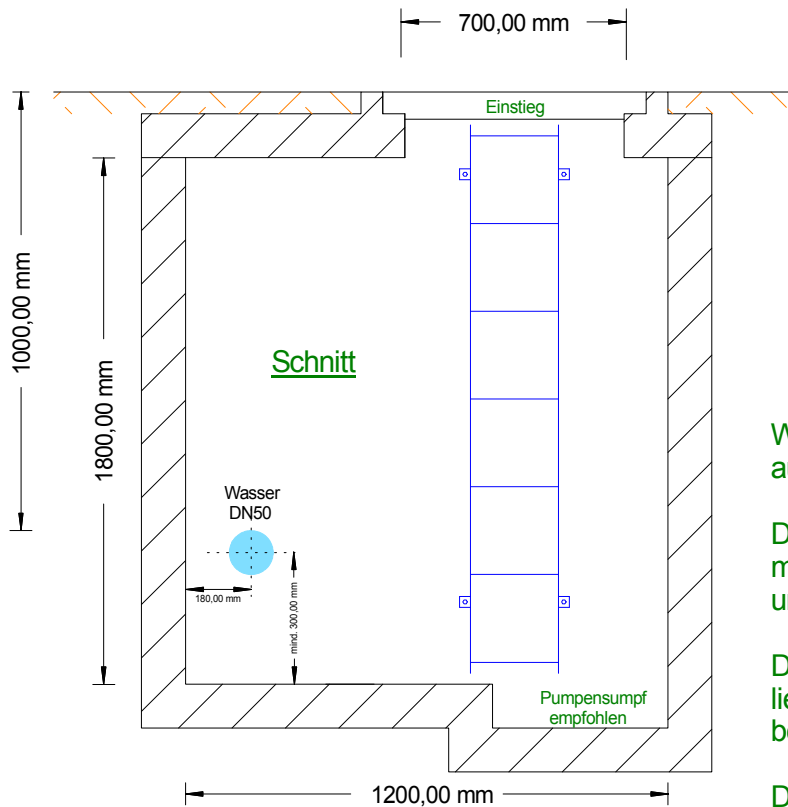 700,00 mm
Einstieg
1000,00 mm
1800,00 mm
Schnitt
Wasser
DN50
180,00 mm
mind. 300,00 mm
Pumpensumpf
empfohlen
1200,00 mm